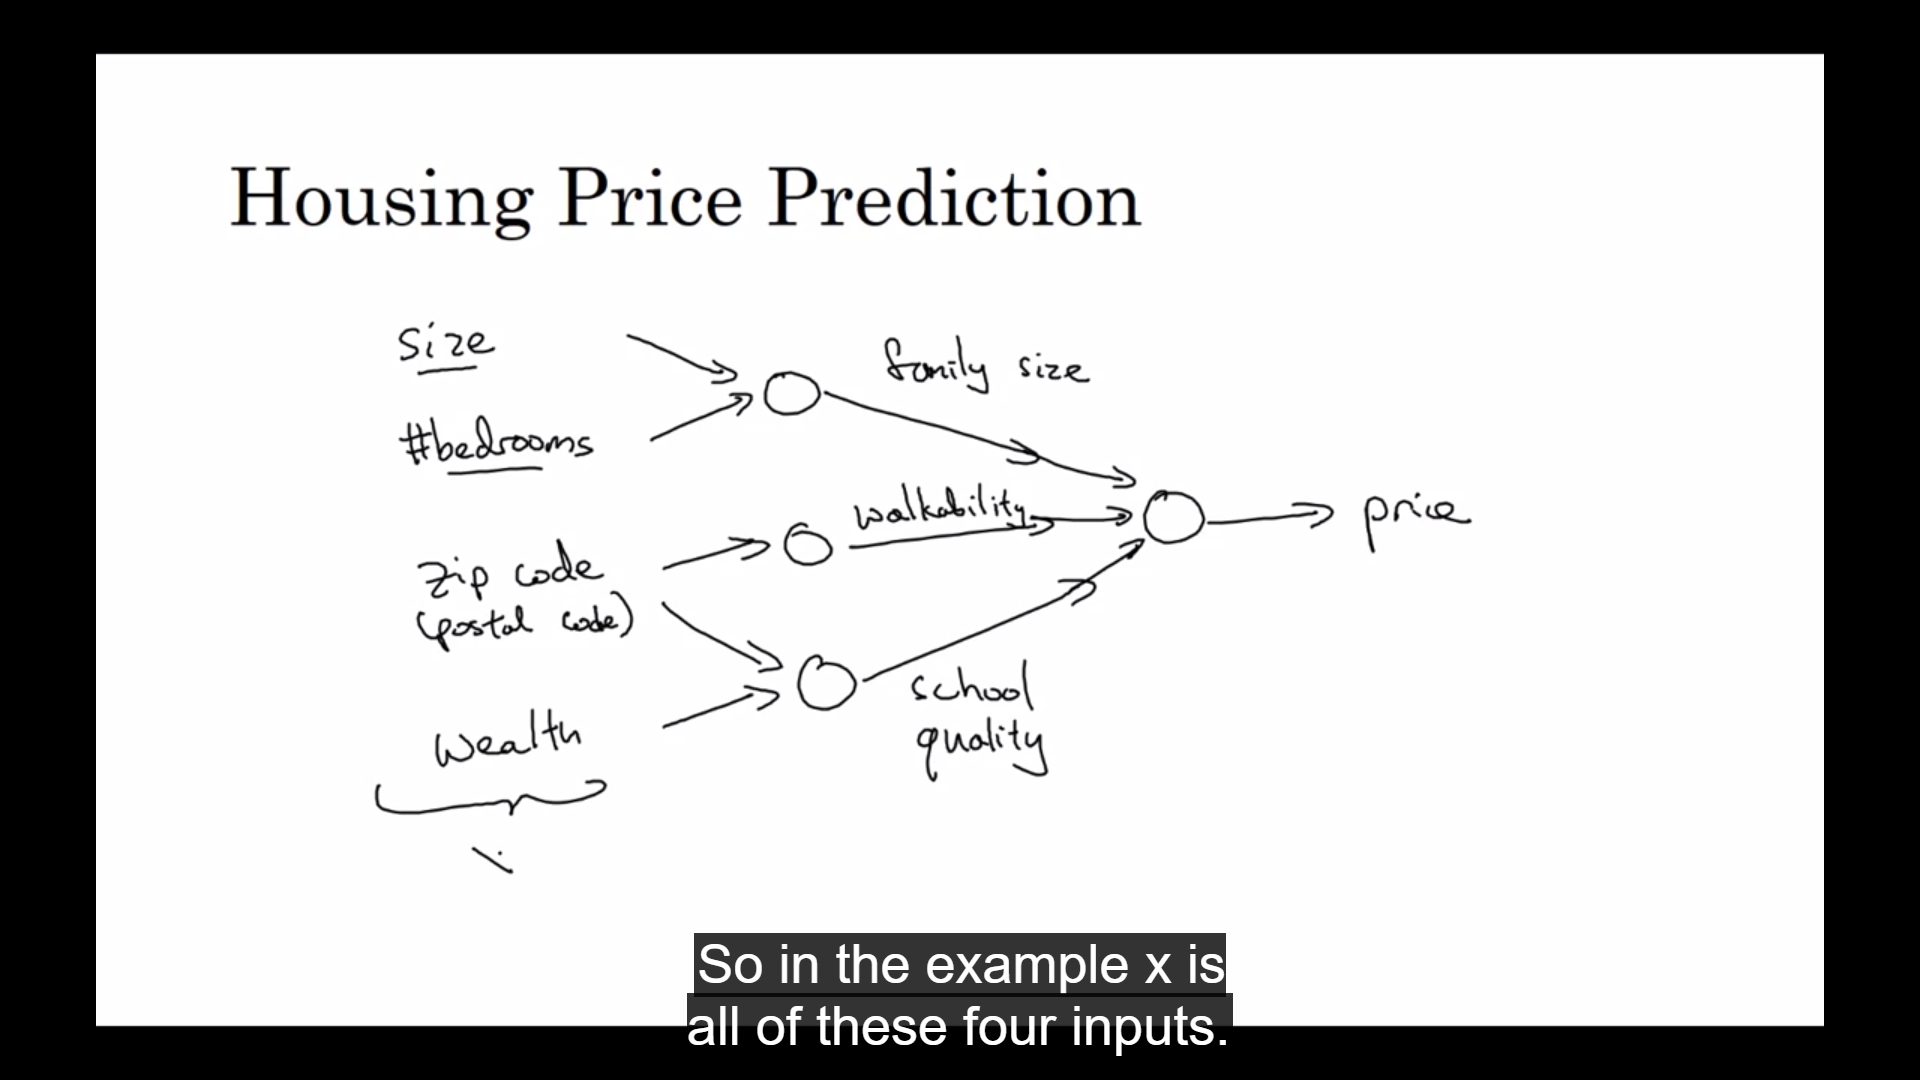 Housing Price Prediction
size
family size
#bedrooms
walkability
price
zip code
(postal code)
school
quality
wealth
So in the example x is
all of these four inputs.